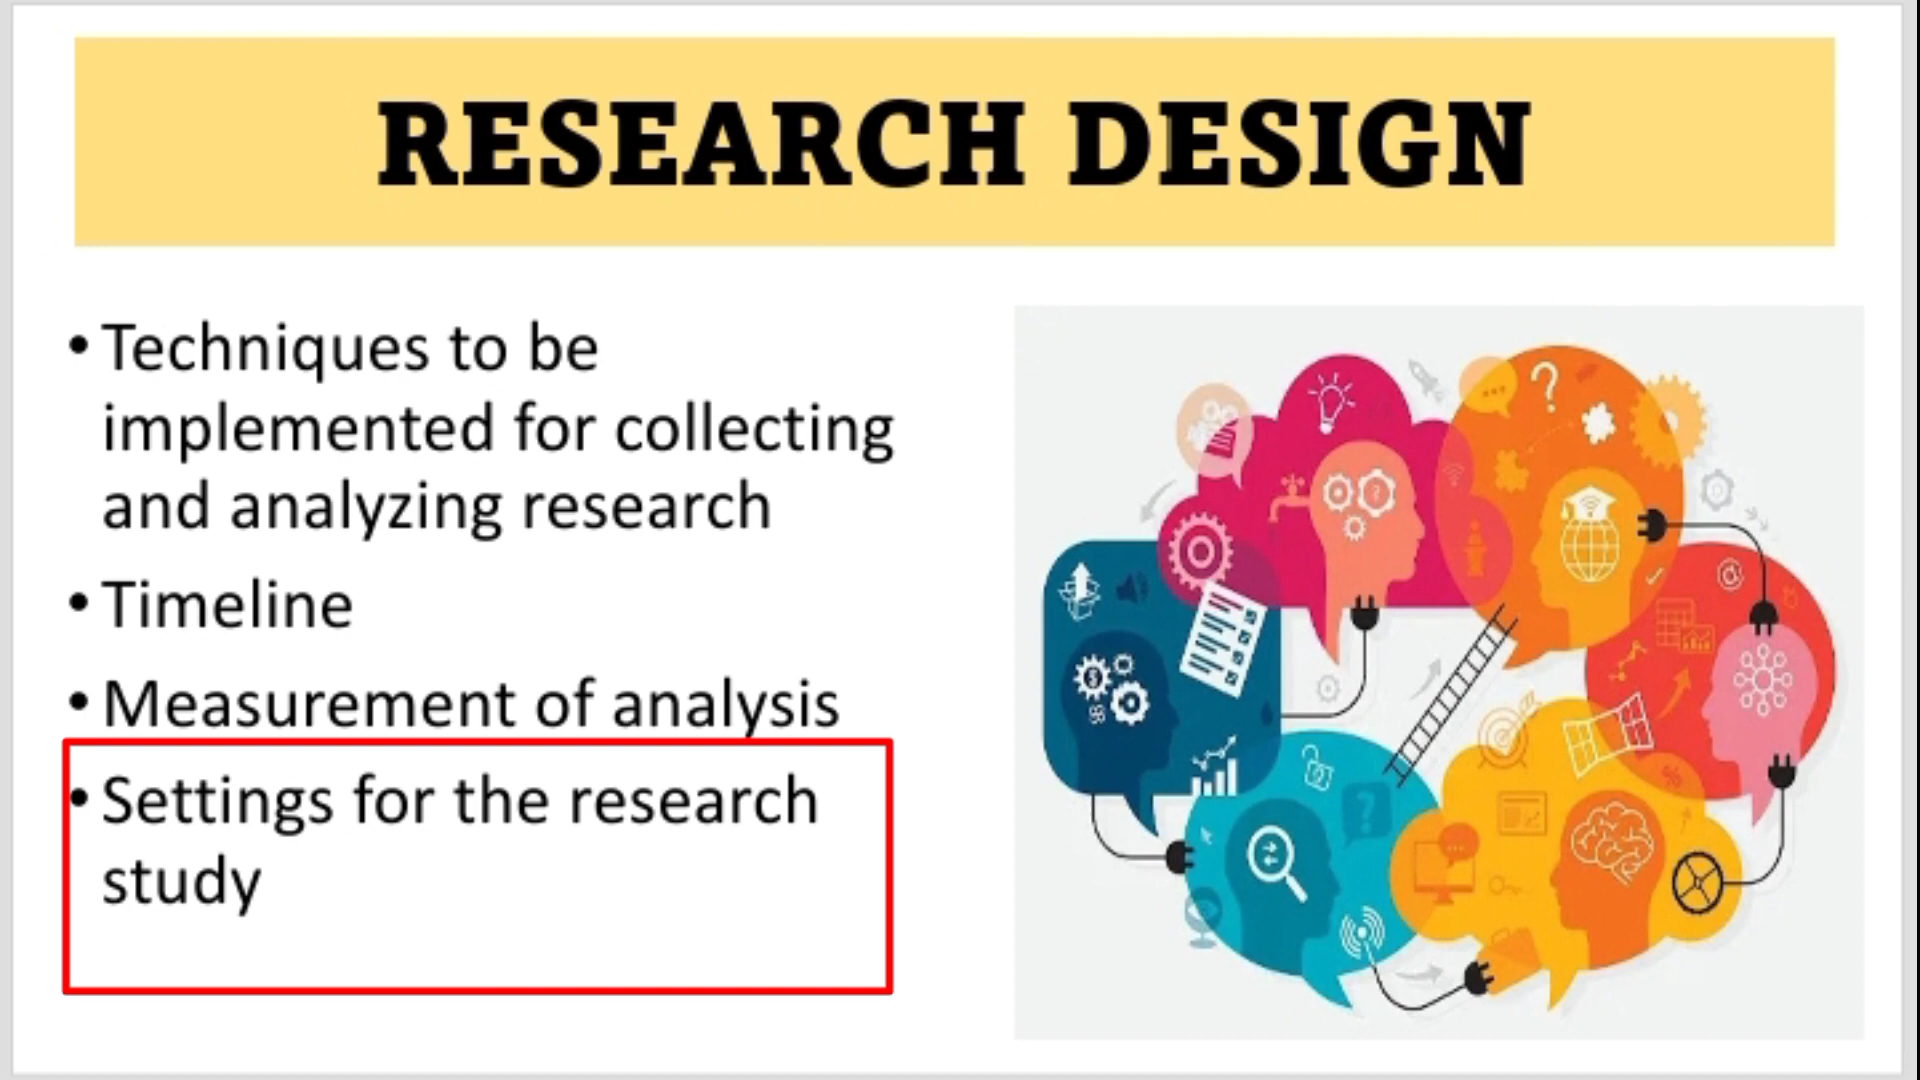 RESEARCH DESIGN
• Techniques to be
implemented for collecting
and analyzing research
• Timeline
• Measurement of analysis
• Settings for the research
study